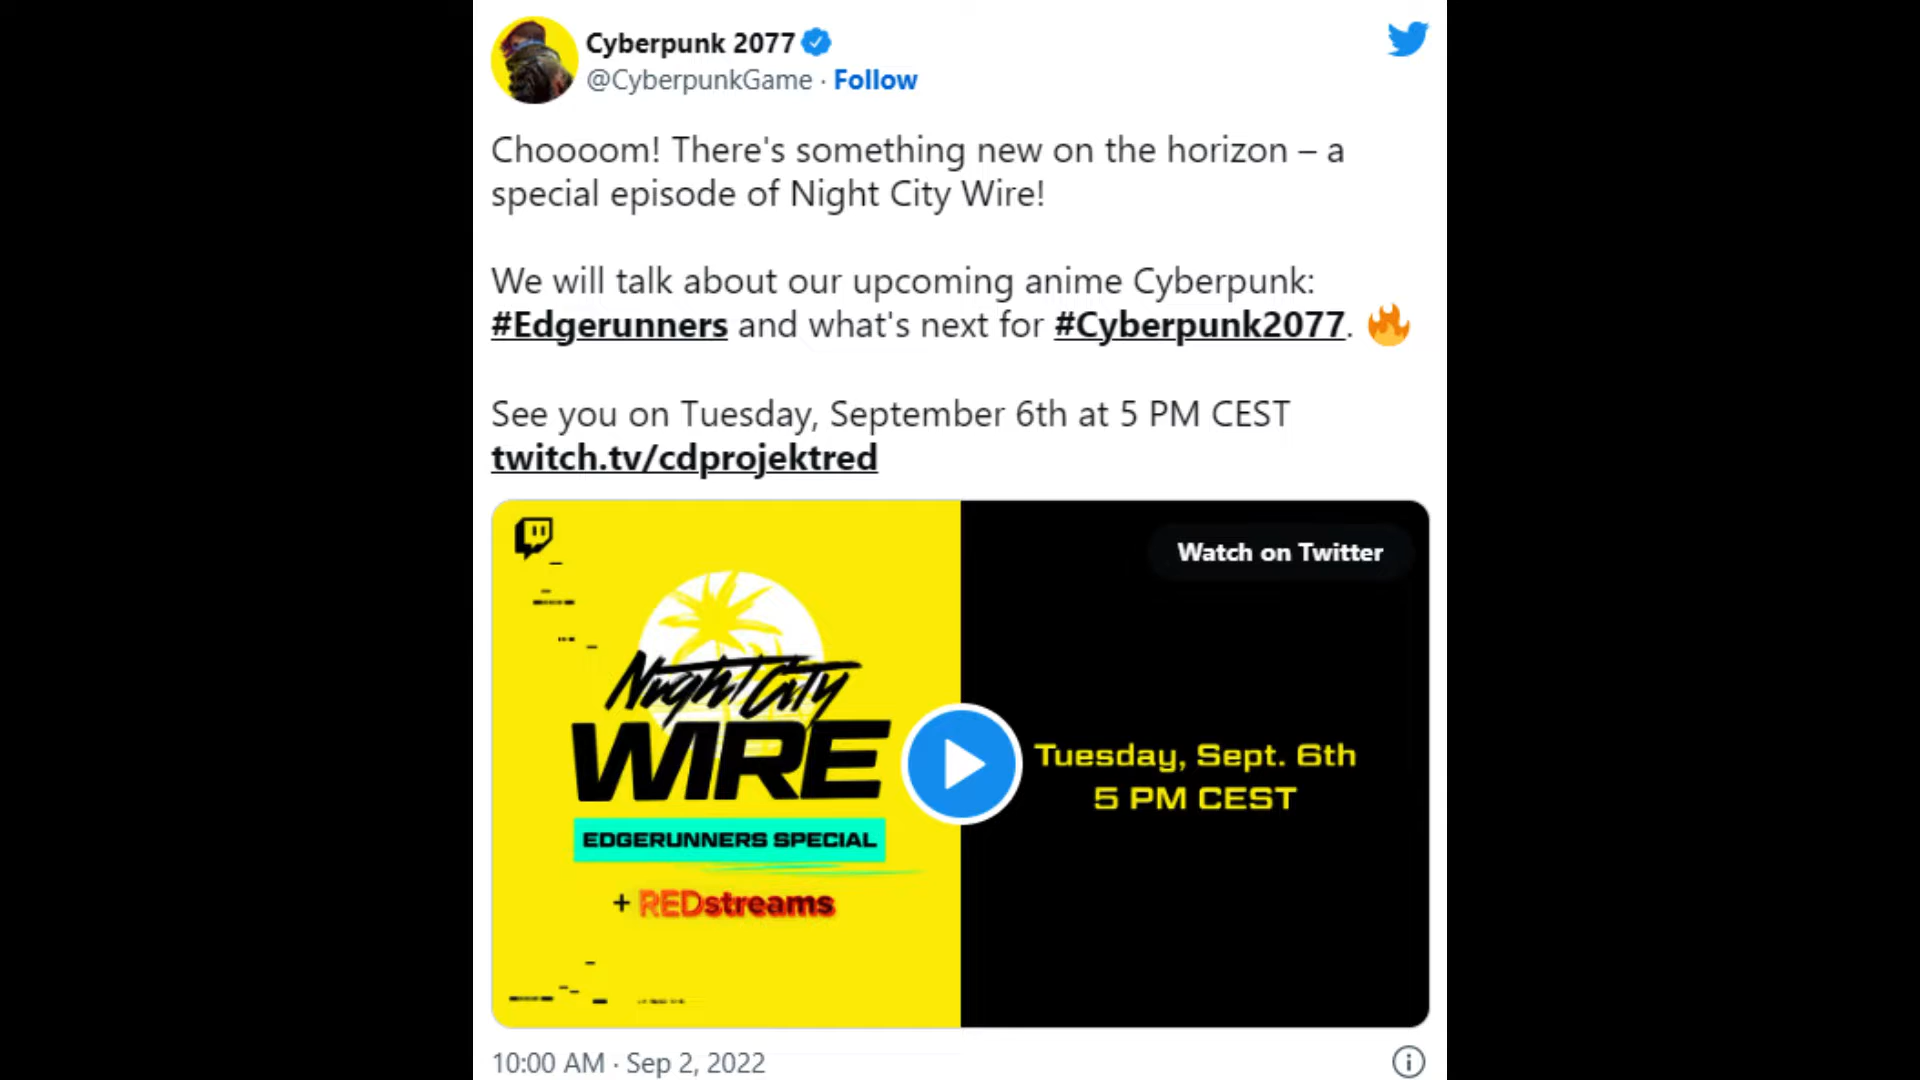 Cyberpunk 2077
@CyberpunkGame · Follow
Choooom! There's something new on the horizon – a
special episode of Night City Wire!
We will talk about our upcoming anime Cyberpunk:
#Edgerunners and what's next for #Cyberpunk2077. 🔥
See you on Tuesday, September 6th at 5 PM CEST
twitch.tv/cdprojektred
Watch on Twitter
Night City
WIRE
EDGERUNNERS SPECIAL
+ REDstreams
Tuesday, Sept. 6th
5 PM CEST
10:00 AM · Sep 2, 2022